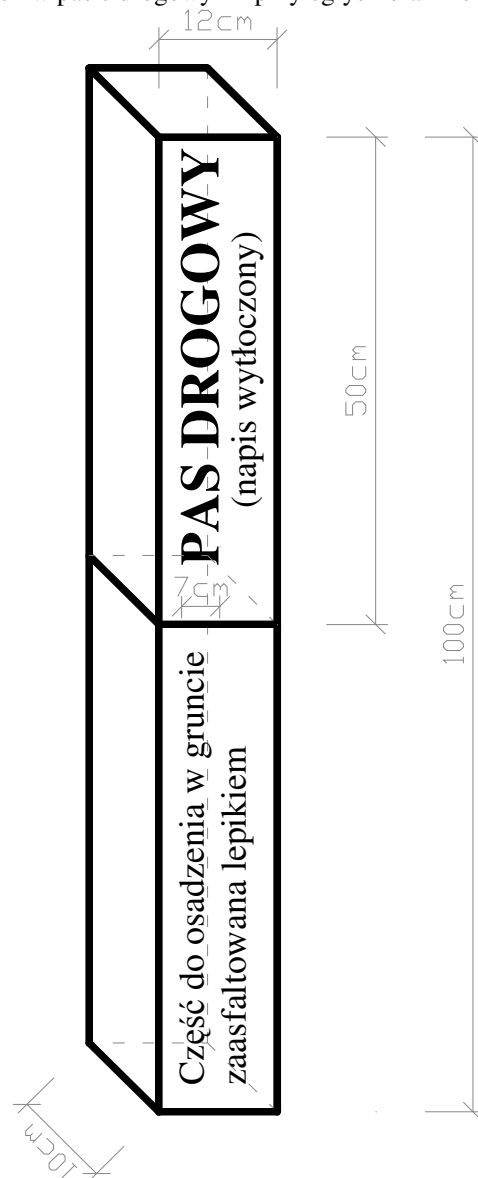 12cm
PAS DROGOWY
(napis wytłoczony)
50cm
100cm
7cm
Część do osadzenia w gruncie
zaasfaltowana lepikiem
10cm